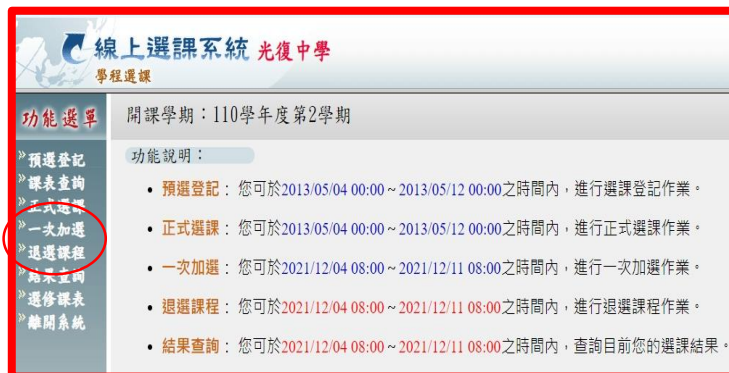 線上選課系統 光復中學
學程選課
功能選單
開課學期：110學年度第2學期
功能說明：
»預選登記
»課表查詢
»正式選課
»一次加選
»退選課程
»結果查詢
»選修課表
»離開系統
• 預選登記： 您可於2013/05/04 00:00～2013/05/12 00:00之時間內，進行選課登記作業。
• 正式選課： 您可於2013/05/04 00:00～2013/05/12 00:00之時間內，進行正式選課作業。
• 一次加選： 您可於2021/12/04 08:00～2021/12/11 08:00之時間內，進行一次加選作業。
• 退選課程： 您可於2021/12/04 08:00～2021/12/11 08:00之時間內，進行退選課程作業。
• 結果查詢： 您可於2021/12/04 08:00～2021/12/11 08:00之時間內，查詢目前您的選課結果。